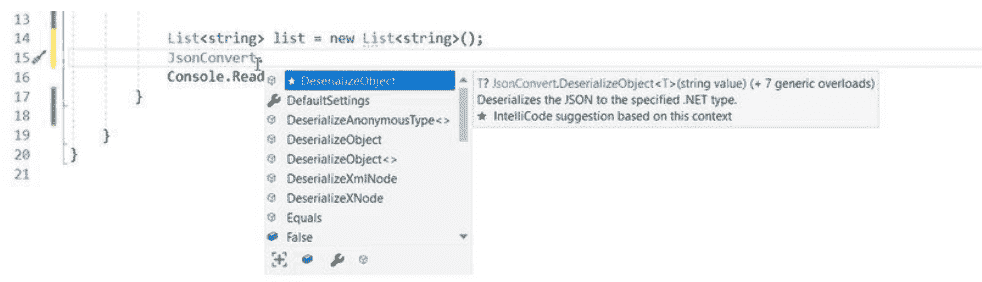 13
14 List<string> list = new List<string>();
15 JsonConvert.
16 Console.Read
17 }
18
19 }
20 }
21
★ DeserializeObject
DefaultSettings
DeserializeAnonymousType<>
DeserializeObject
DeserializeObject<>
DeserializeXmlNode
DeserializeXNode
Equals
False
T? JsonConvert.DeserializeObject<T>(string value) (+ 7 generic overloads)
Deserializes the JSON to the specified .NET type.
★ IntelliCode suggestion based on this context